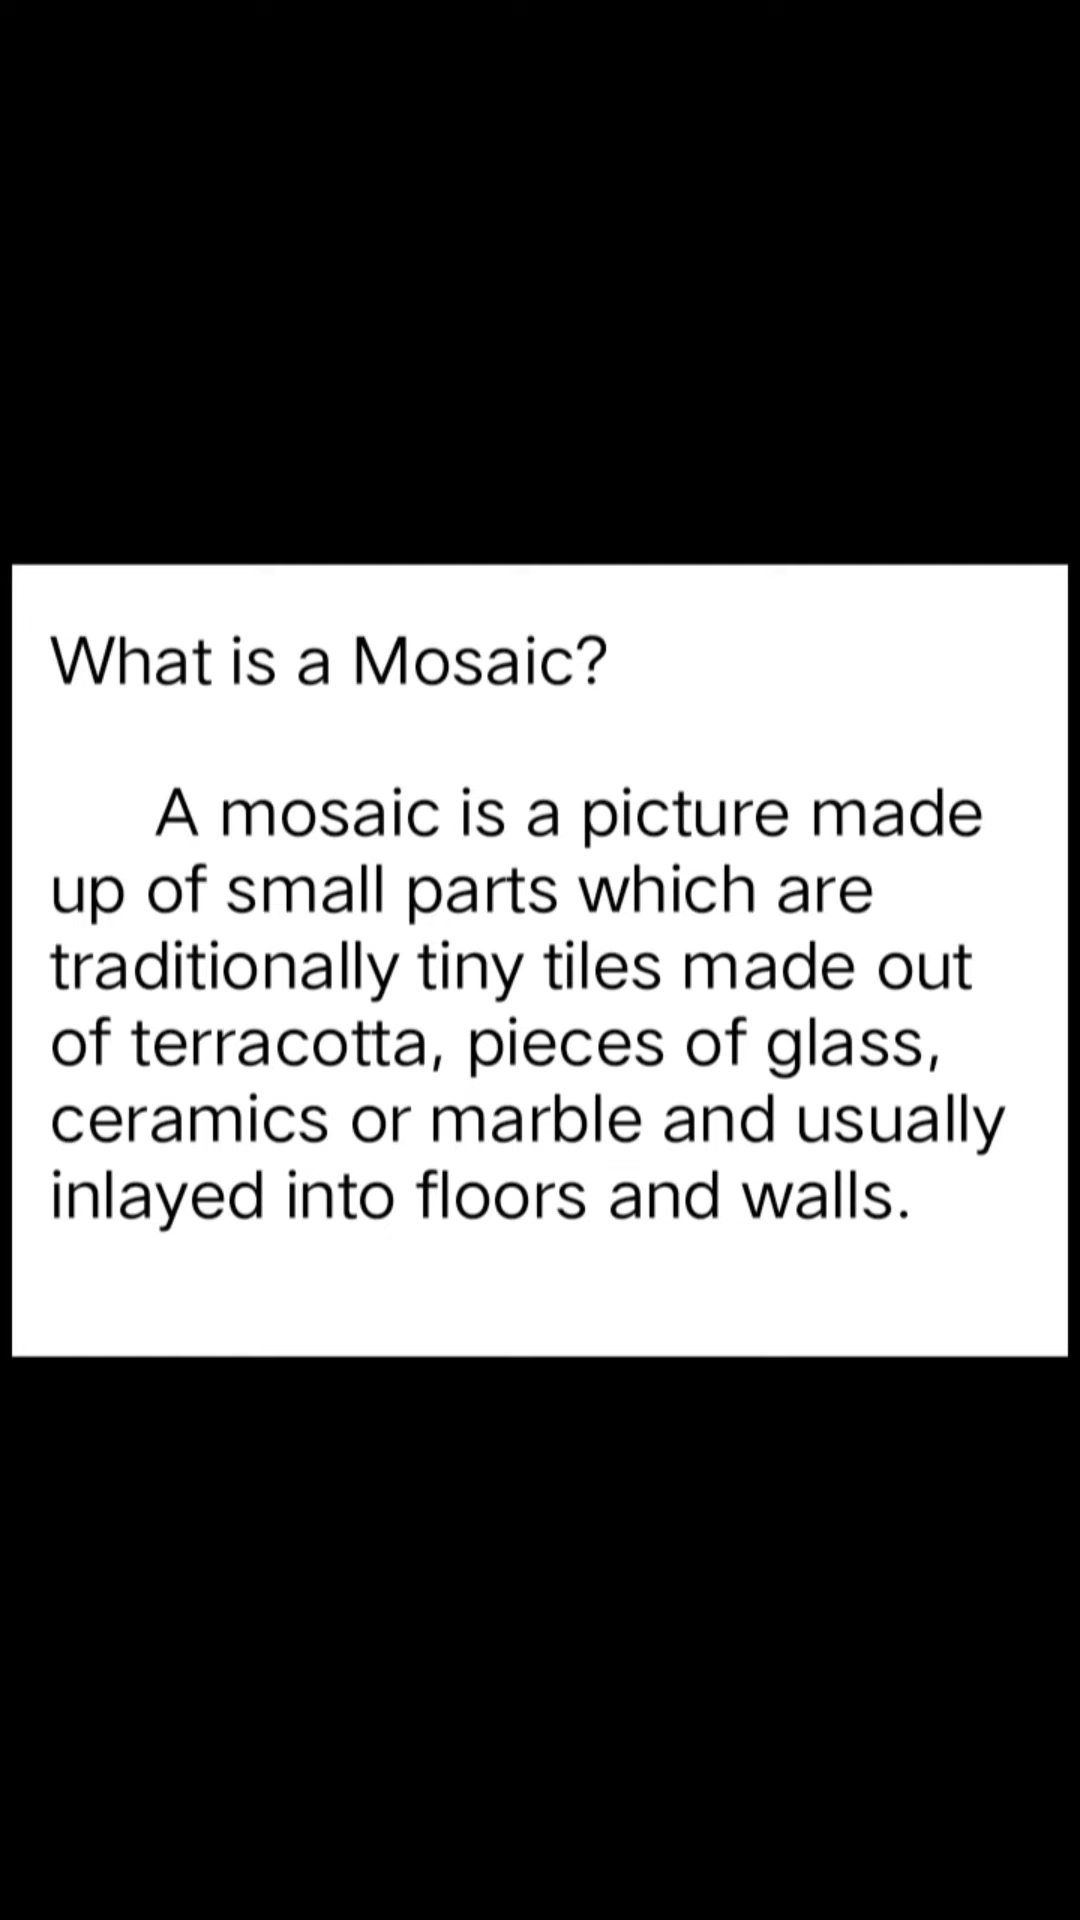 What is a Mosaic?
A mosaic is a picture made
up of small parts which are
traditionally tiny tiles made out
of terracotta, pieces of glass,
ceramics or marble and usually
inlayed into floors and walls.